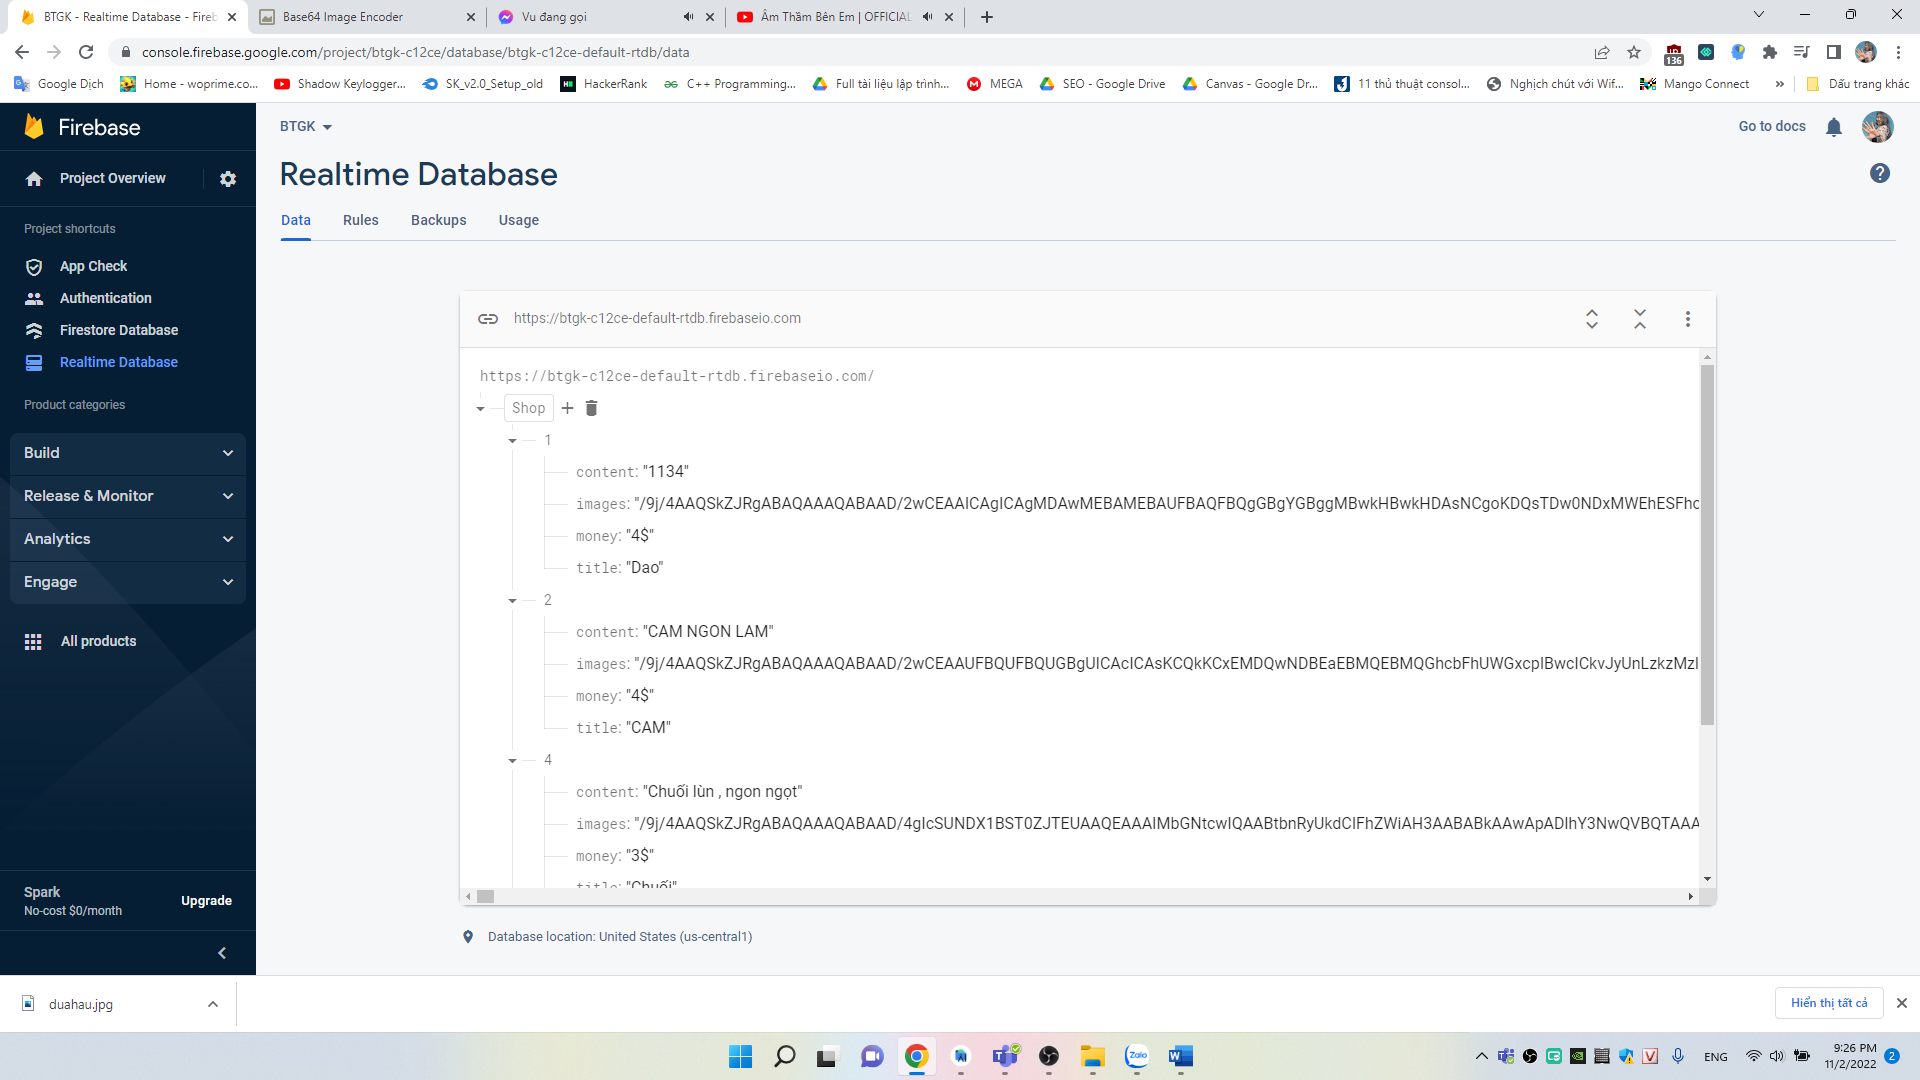 BTGK - Realtime Database - Fireb
Base64 Image Encoder
Vu đang gọi
Âm Thầm Bên Em | OFFICIAL
console.firebase.google.com/project/btgk-c12ce/database/btgk-c12ce-default-rtdb/data
136
Google Dịch
Home - woprime.co...
Shadow Keylogger...
SK_v2.0_Setup_old
HackerRank
C++ Programming...
Full tài liệu lập trình...
MEGA
SEO - Google Drive
Canvas - Google Dr...
11 thủ thuật consol...
Nghịch chút với Wif...
Mango Connect
»
Dấu trang khác
Firebase
Project Overview
Project shortcuts
App Check
Authentication
Firestore Database
Realtime Database
Product categories
Build
Release & Monitor
Analytics
Engage
All products
Spark
No-cost $0/month
Upgrade
BTGK
Go to docs
Realtime Database
Data
Rules
Backups
Usage
https://btgk-c12ce-default-rtdb.firebaseio.com
https://btgk-c12ce-default-rtdb.firebaseio.com/
Shop
1
content: "1134"
images: "/9j/4AAQSkZJRgABAQAAAQABAAD/2wCEAAICAgICAgMDAwMEBAMEBAUFBAQFBQgGBgYGBggMBwkHBwkHDAsNCgoKDQsTDw0NDxMWEhESFhc
money: "4$"
title: "Dao"
2
content: "CAM NGON LAM"
images: "/9j/4AAQSkZJRgABAQAAAQABAAD/2wCEAAUFBQUFBQUGBgUICAcICAsKCQkKCxEMDQwNDBEaEBMQEBMQGhcbFhUWGxcpIBwcICkvJyUnLzkzMzI
money: "4$"
title: "CAM"
4
content: "Chuối lùn , ngon ngọt"
images: "/9j/4AAQSkZJRgABAQAAAQABAAD/4gIcSUNDX1BST0ZJTEUAAQEAAAIMbGNtcwIQAABtbnRyUkdCIFhZWiAH3AABABkAAwApADlhY3NwQVBQTAAA
money: "3$"
title: "Chuối"
Database location: United States (us-central1)
duahau.jpg
Hiển thị tất cả
Zalo
ENG
9:26 PM
11/2/2022
2